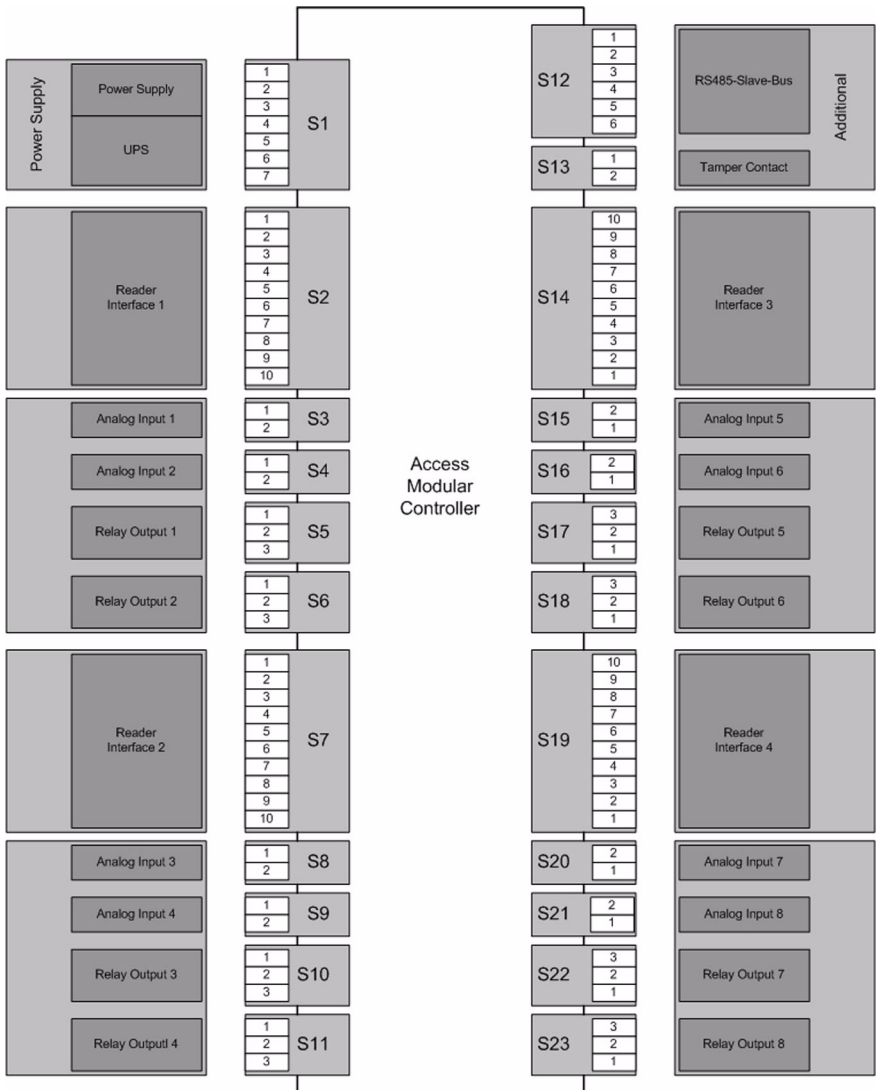 Power Supply
Power Supply
UPS
1
2
3
4
5
6
7
S1
Reader
Interface 1
1
2
3
4
5
6
7
8
9
10
S2
Analog Input 1
1
2
S3
Analog Input 2
1
2
S4
Relay Output 1
1
2
3
S5
Relay Output 2
1
2
3
S6
Reader
Interface 2
1
2
3
4
5
6
7
8
9
10
S7
Analog Input 3
1
2
S8
Analog Input 4
1
2
S9
Relay Output 3
1
2
3
S10
Relay Outputl 4
1
2
3
S11
Access
Modular
Controller
S12
1
2
3
4
5
6
RS485-Slave-Bus
Additional
S13
1
2
Tamper Contact
S14
10
9
8
7
6
5
4
3
2
1
Reader
Interface 3
S15
2
1
Analog Input 5
S16
2
1
Analog Input 6
S17
3
2
1
Relay Output 5
S18
3
2
1
Relay Output 6
S19
10
9
8
7
6
5
4
3
2
1
Reader
Interface 4
S20
2
1
Analog Input 7
S21
2
1
Analog Input 8
S22
3
2
1
Relay Output 7
S23
3
2
1
Relay Output 8